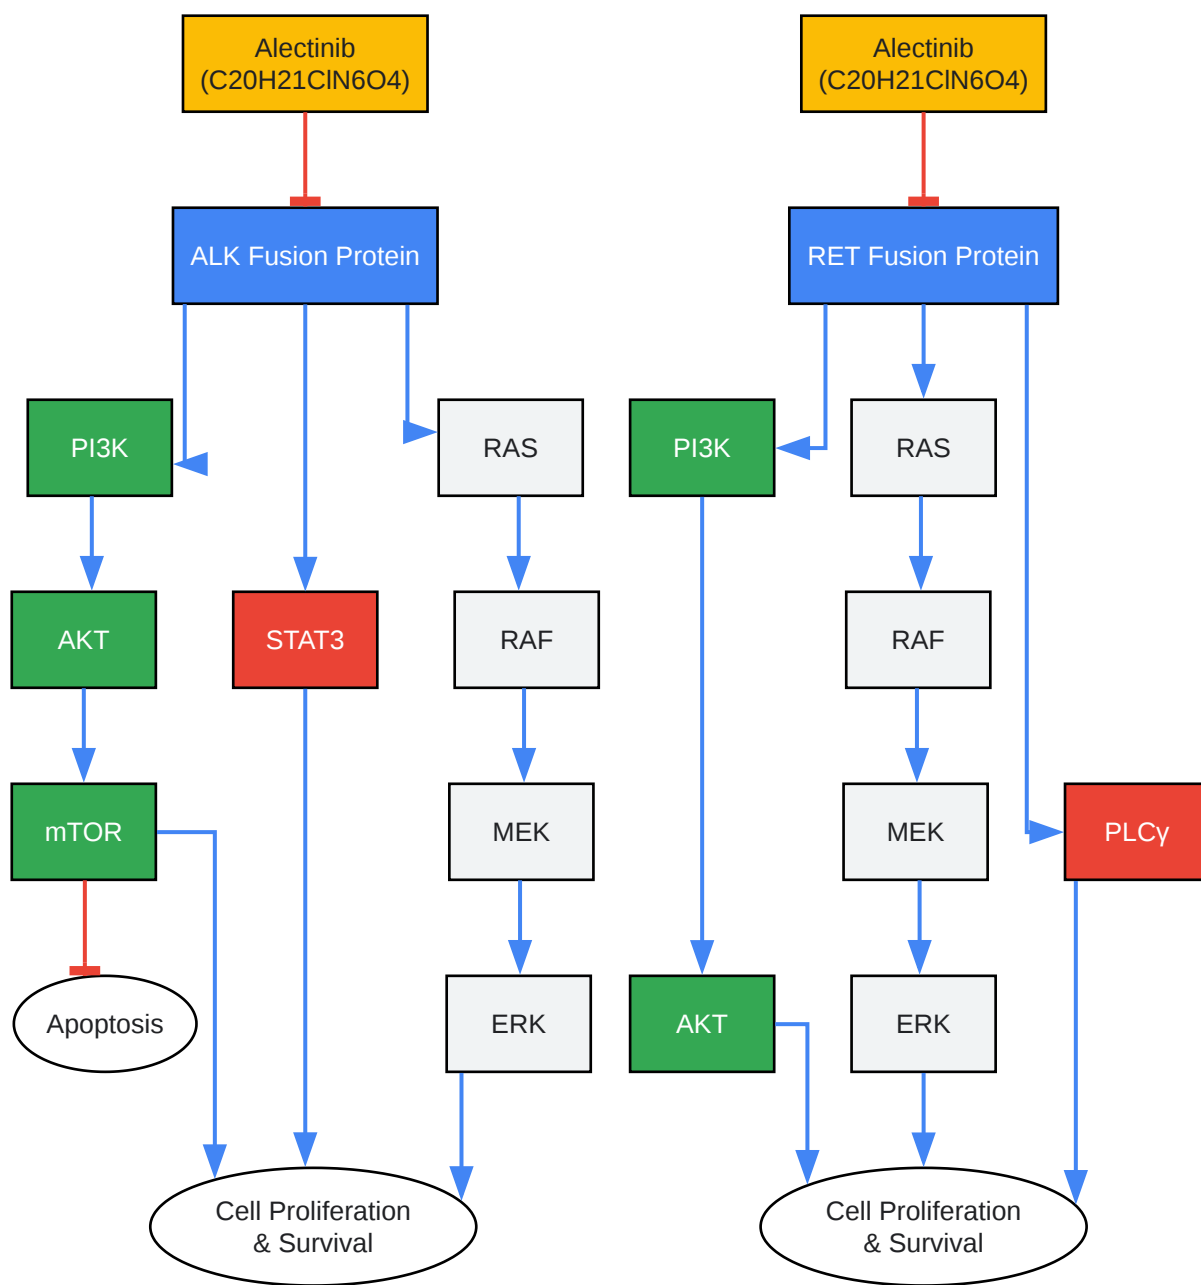 Alectinib
(C20H21ClN6O4)
Alectinib
(C20H21ClN6O4)
ALK Fusion Protein
RET Fusion Protein
PI3K
RAS
PI3K
RAS
AKT
STAT3
RAF
RAF
mTOR
MEK
MEK
PLCγ
Apoptosis
ERK
AKT
ERK
Cell Proliferation
& Survival
Cell Proliferation
& Survival